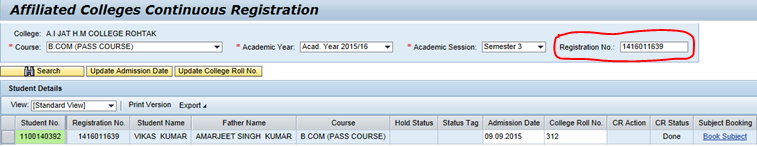 Affiliated Colleges Continuous Registration
College: A.I JAT H.M COLLEGE ROHTAK
* Course: B.COM (PASS COURSE) * Academic Year: Acad. Year 2015/16 * Academic Session: Semester 3 Registration No.: 1416011639
Search Update Admission Date Update College Roll No.
Student Details
View: [Standard View] Print Version Export
Student No. Registration No. Student Name Father Name Course Hold Status Status Tag Admission Date College Roll No. CR Action CR Status Subject Booking
1100140392 1416011639 VIKAS KUMAR AMARJEET SINGH KUMAR B.COM (PASS COURSE) 09.09.2015 312 Done Book Subject